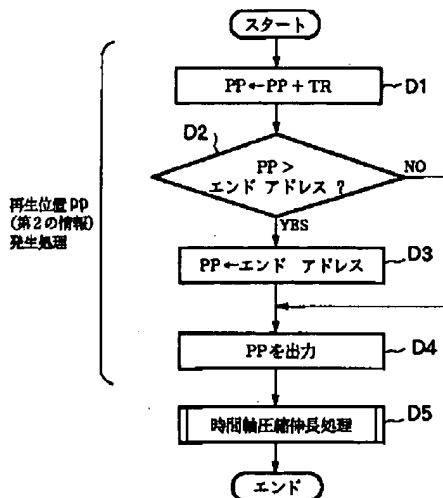 スタート
PP←PP+TR
D1
D2
PP>
エンド アドレス ?
NO
YES
再生位置PP
(第2の情報)
発生処理
PP←エンド アドレス
D3
PPを出力
D4
時間軸圧縮伸長処理
D5
エンド